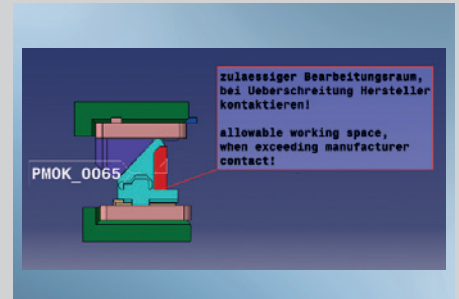 zulaessiger Bearbeitungsraum,
bei Ueberschreitung Hersteller
kontaktieren!
allowable working space,
when exceeding manufacturer
contact!
PMOK_0065